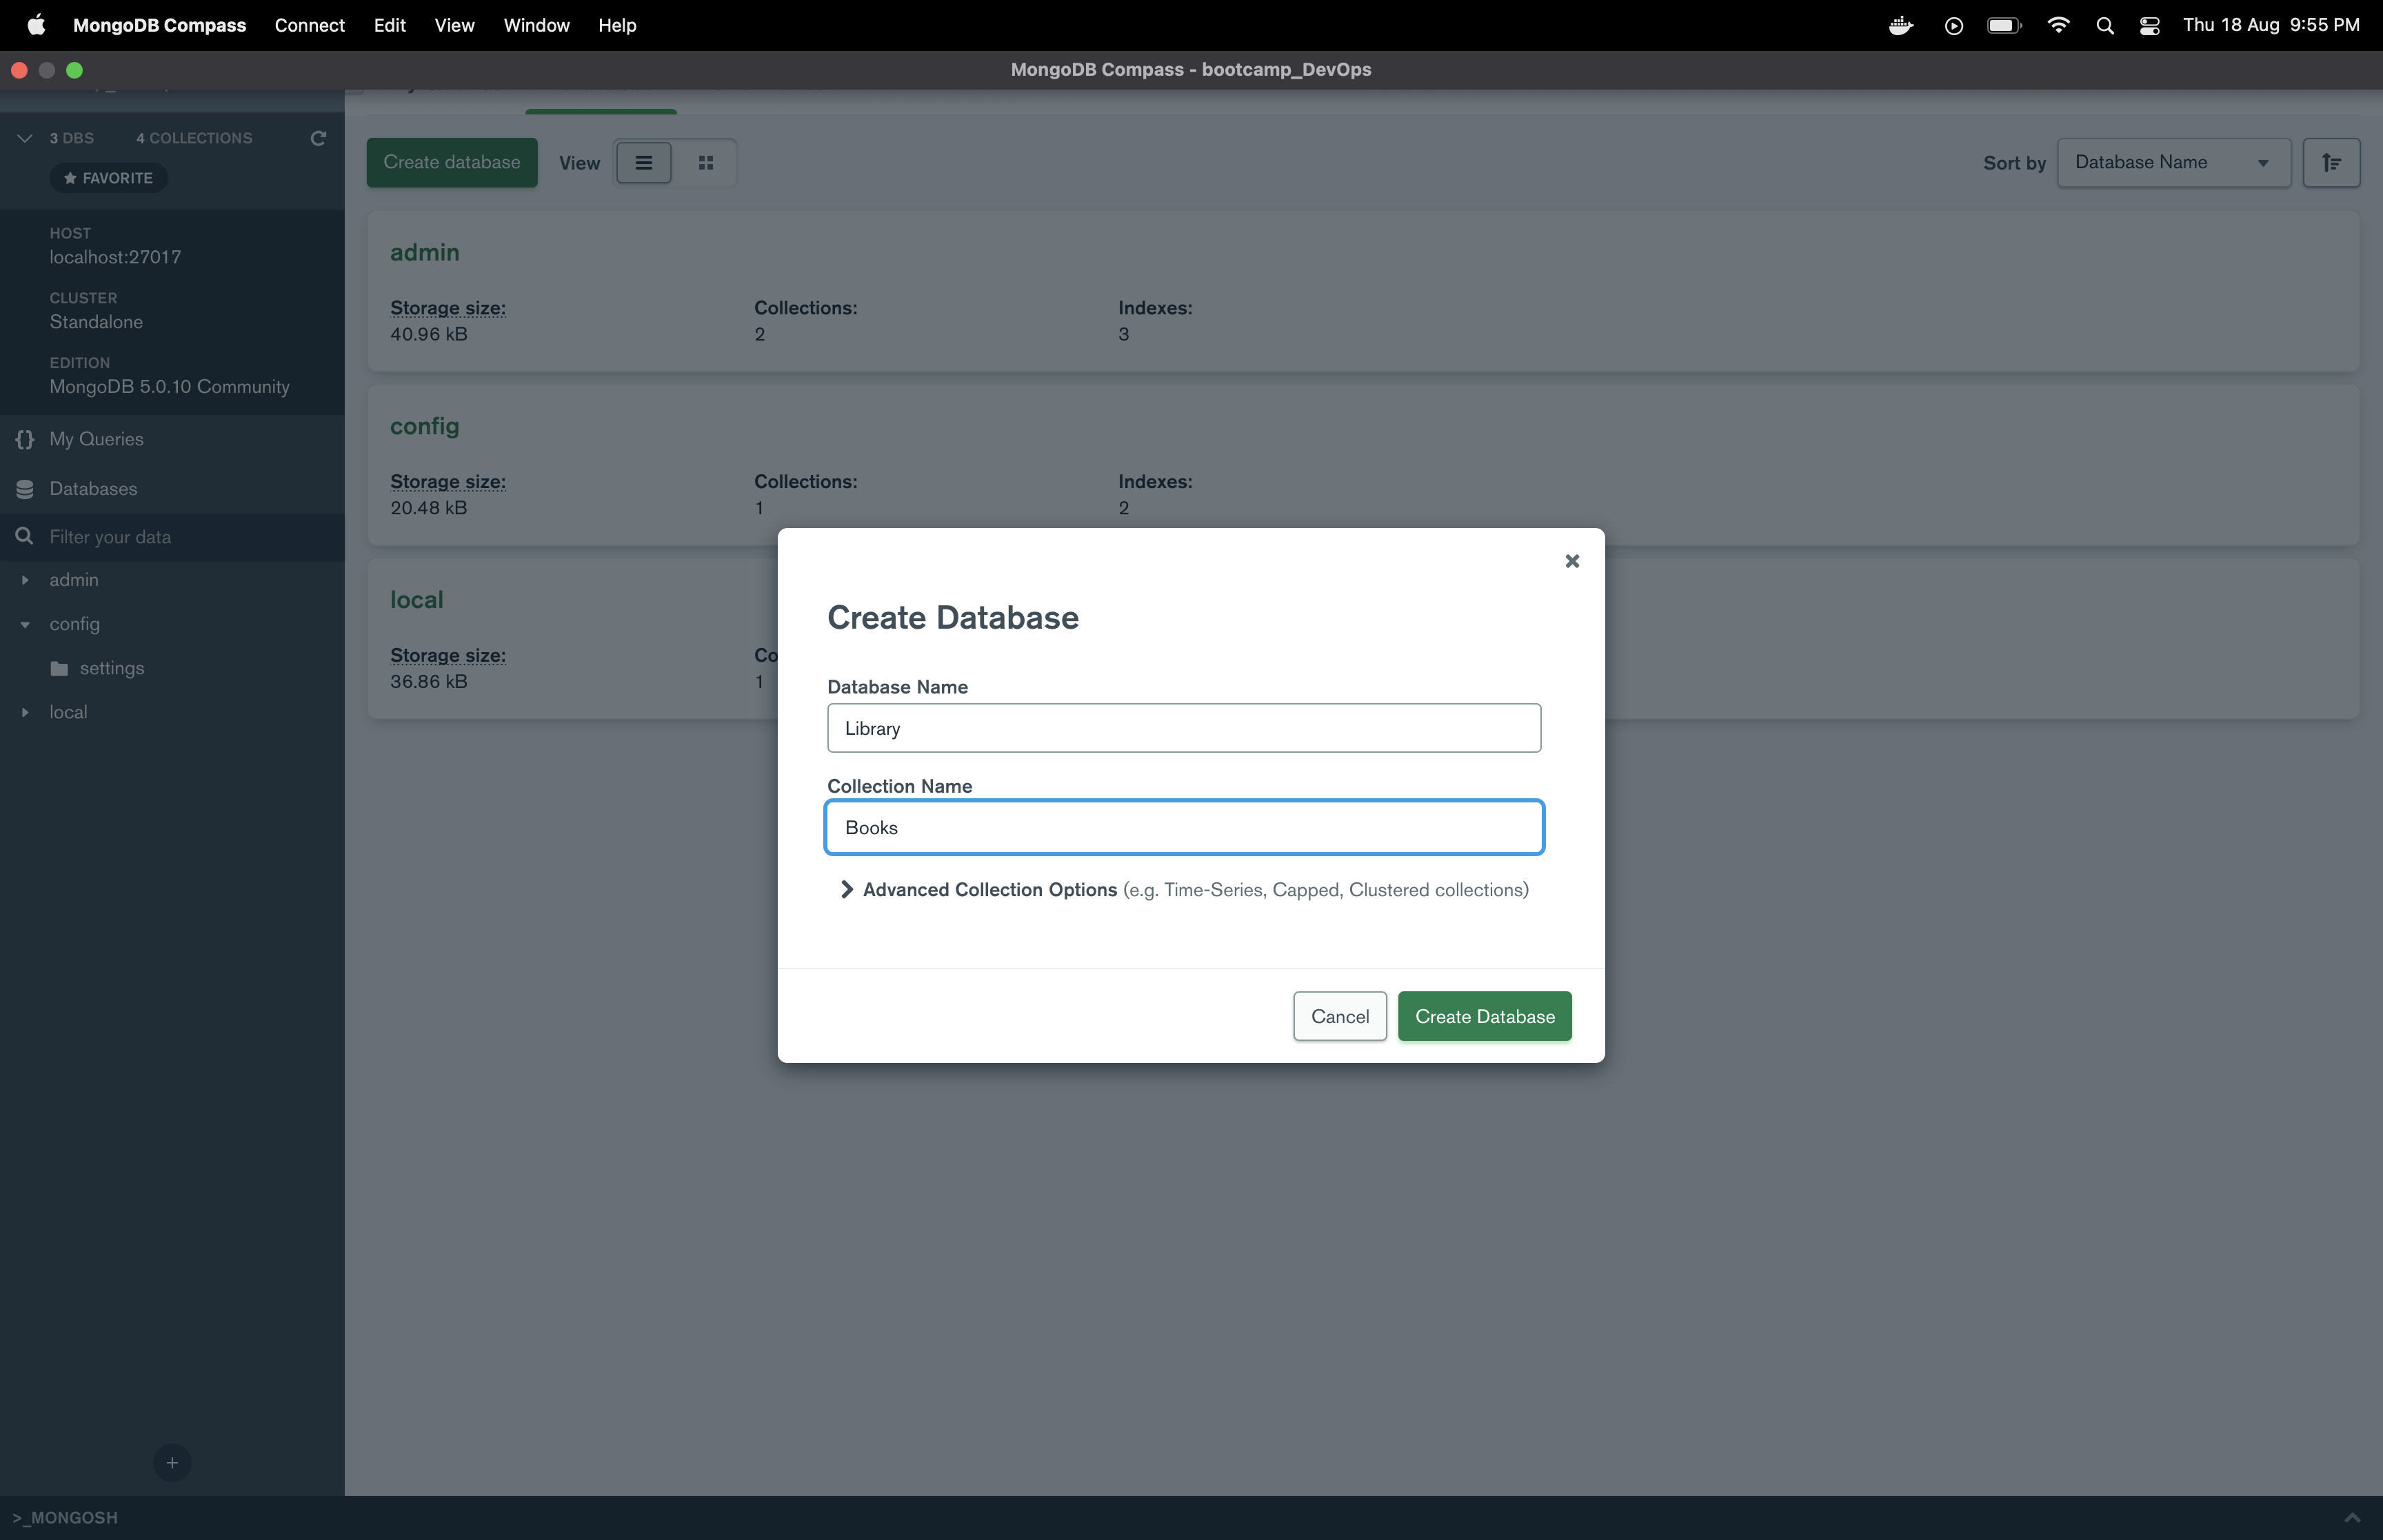 MongoDB Compass Connect Edit View Window Help Thu 18 Aug 9:55 PM
MongoDB Compass - bootcamp_DevOps
3 DBS 4 COLLECTIONS
FAVORITE
HOST
localhost:27017
CLUSTER
Standalone
EDITION
MongoDB 5.0.10 Community
{} My Queries
Databases
Filter your data
admin
config
settings
local
+
Create database View Sort by Database Name
admin
Storage size: Collections: Indexes:
40.96 kB 2 3
config
Storage size: Collections: Indexes:
20.48 kB 1 2
local
Storage size: Co
36.86 kB 1
Create Database
Database Name
Library
Collection Name
Books
Advanced Collection Options (e.g. Time-Series, Capped, Clustered collections)
Cancel Create Database
>_MONGOSH